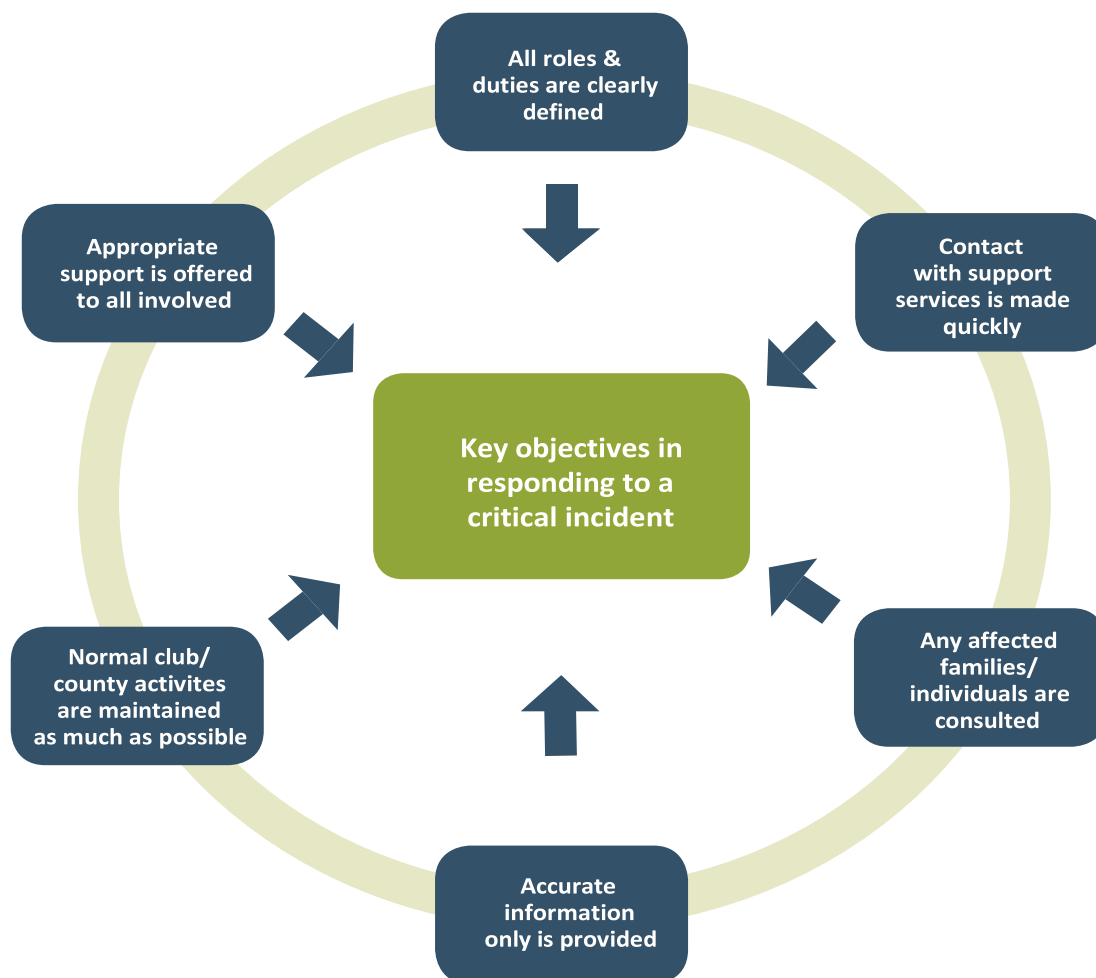 All roles &
duties are clearly
defined
Appropriate
support is offered
to all involved
Contact
with support
services is made
quickly
Key objectives in
responding to a
critical incident
Normal club/
county activites
are maintained
as much as possible
Any affected
families/
individuals are
consulted
Accurate
information
only is provided